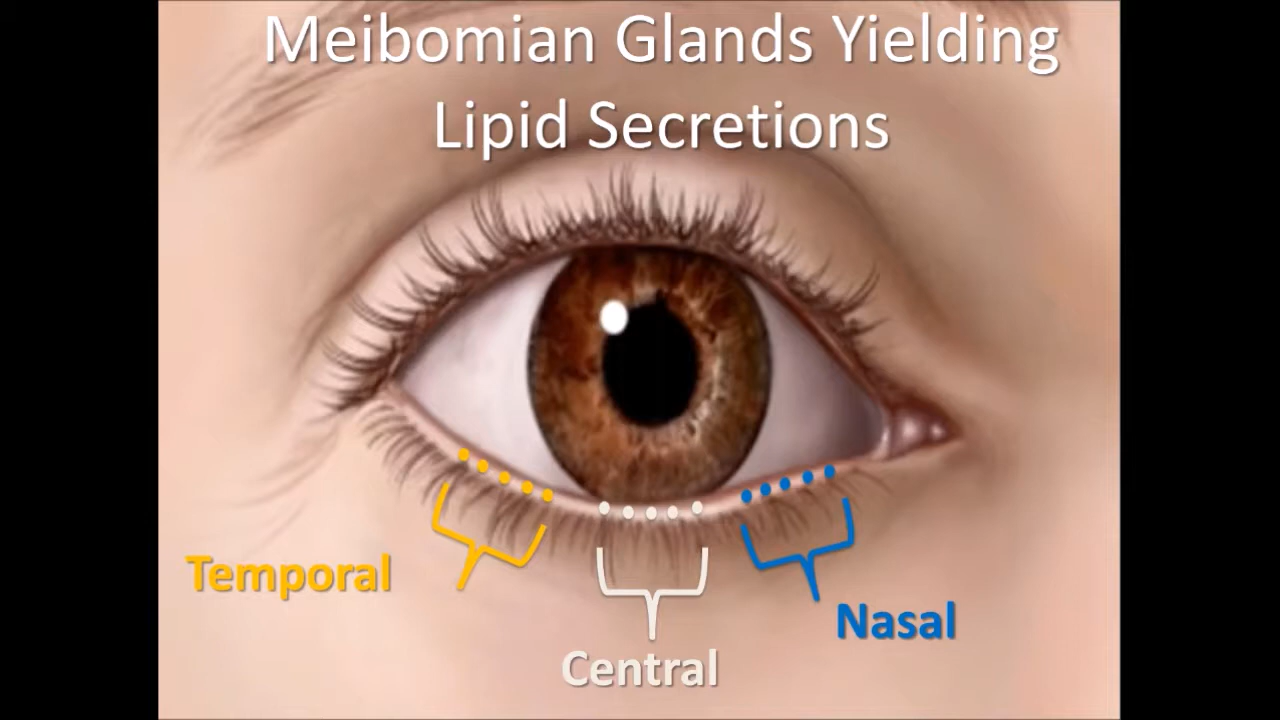 Meibomian Glands Yielding
Lipid Secretions
Temporal
Nasal
Central